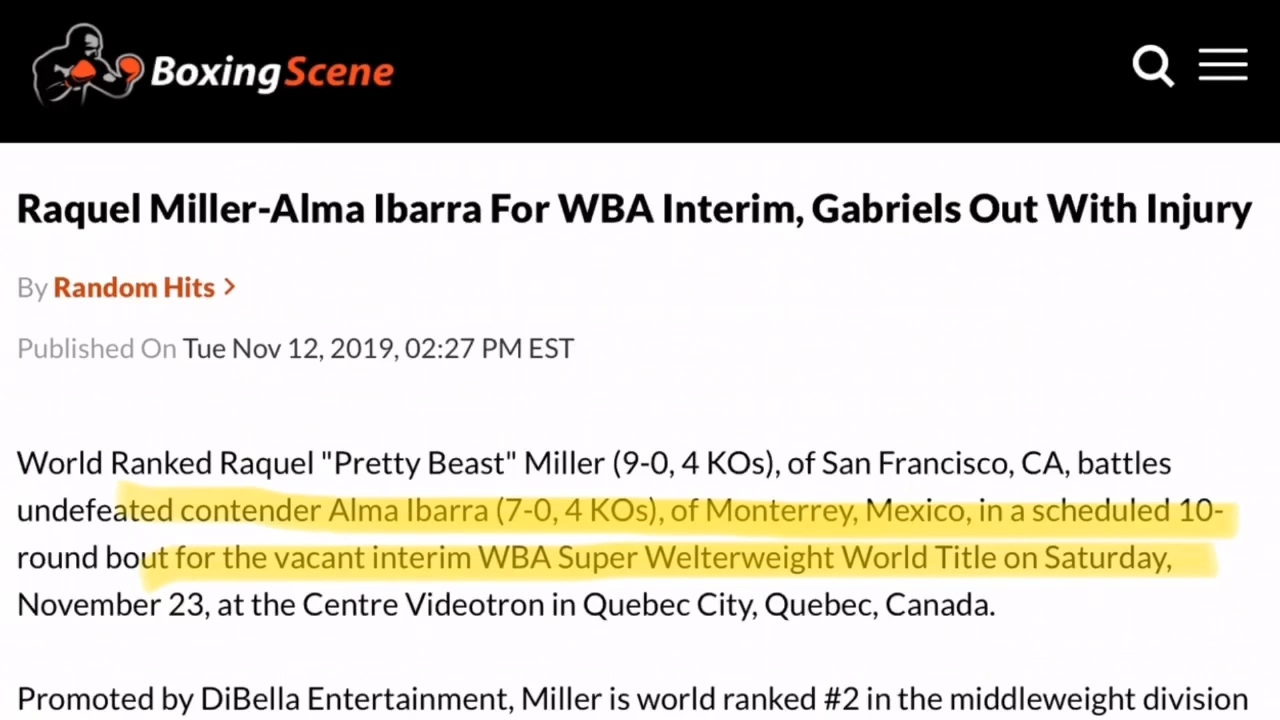 BoxingScene
Raquel Miller-Alma Ibarra For WBA Interim, Gabriels Out With Injury
By Random Hits >
Published On Tue Nov 12, 2019, 02:27 PM EST
World Ranked Raquel "Pretty Beast" Miller (9-0, 4 KOs), of San Francisco, CA, battles
undefeated contender Alma Ibarra (7-0, 4 KOs), of Monterrey, Mexico, in a scheduled 10-
round bout for the vacant interim WBA Super Welterweight World Title on Saturday,
November 23, at the Centre Videotron in Quebec City, Quebec, Canada.
Promoted by DiBella Entertainment, Miller is world ranked #2 in the middleweight division